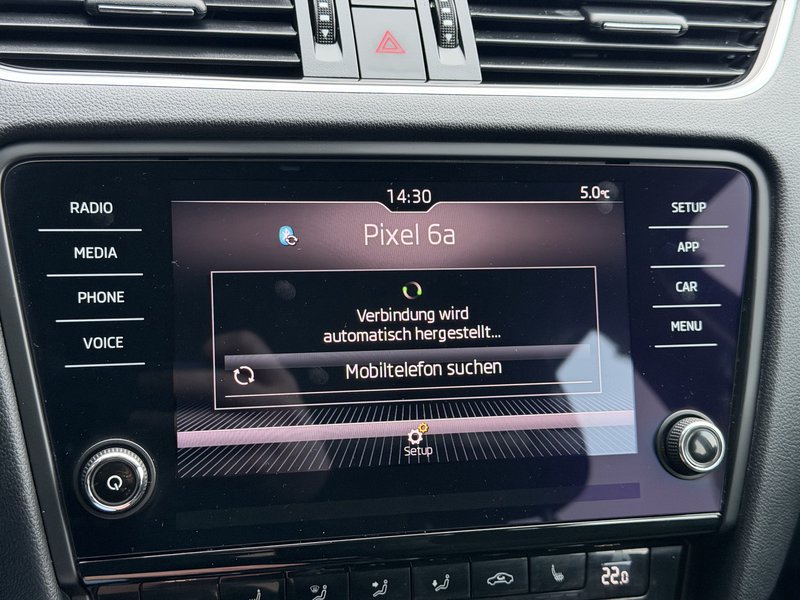 14:30
5.0°C
RADIO
MEDIA
PHONE
VOICE
Pixel 6a
Verbindung wird
automatisch hergestellt...
Mobiltelefon suchen
Setup
SETUP
APP
CAR
MENU
22.0